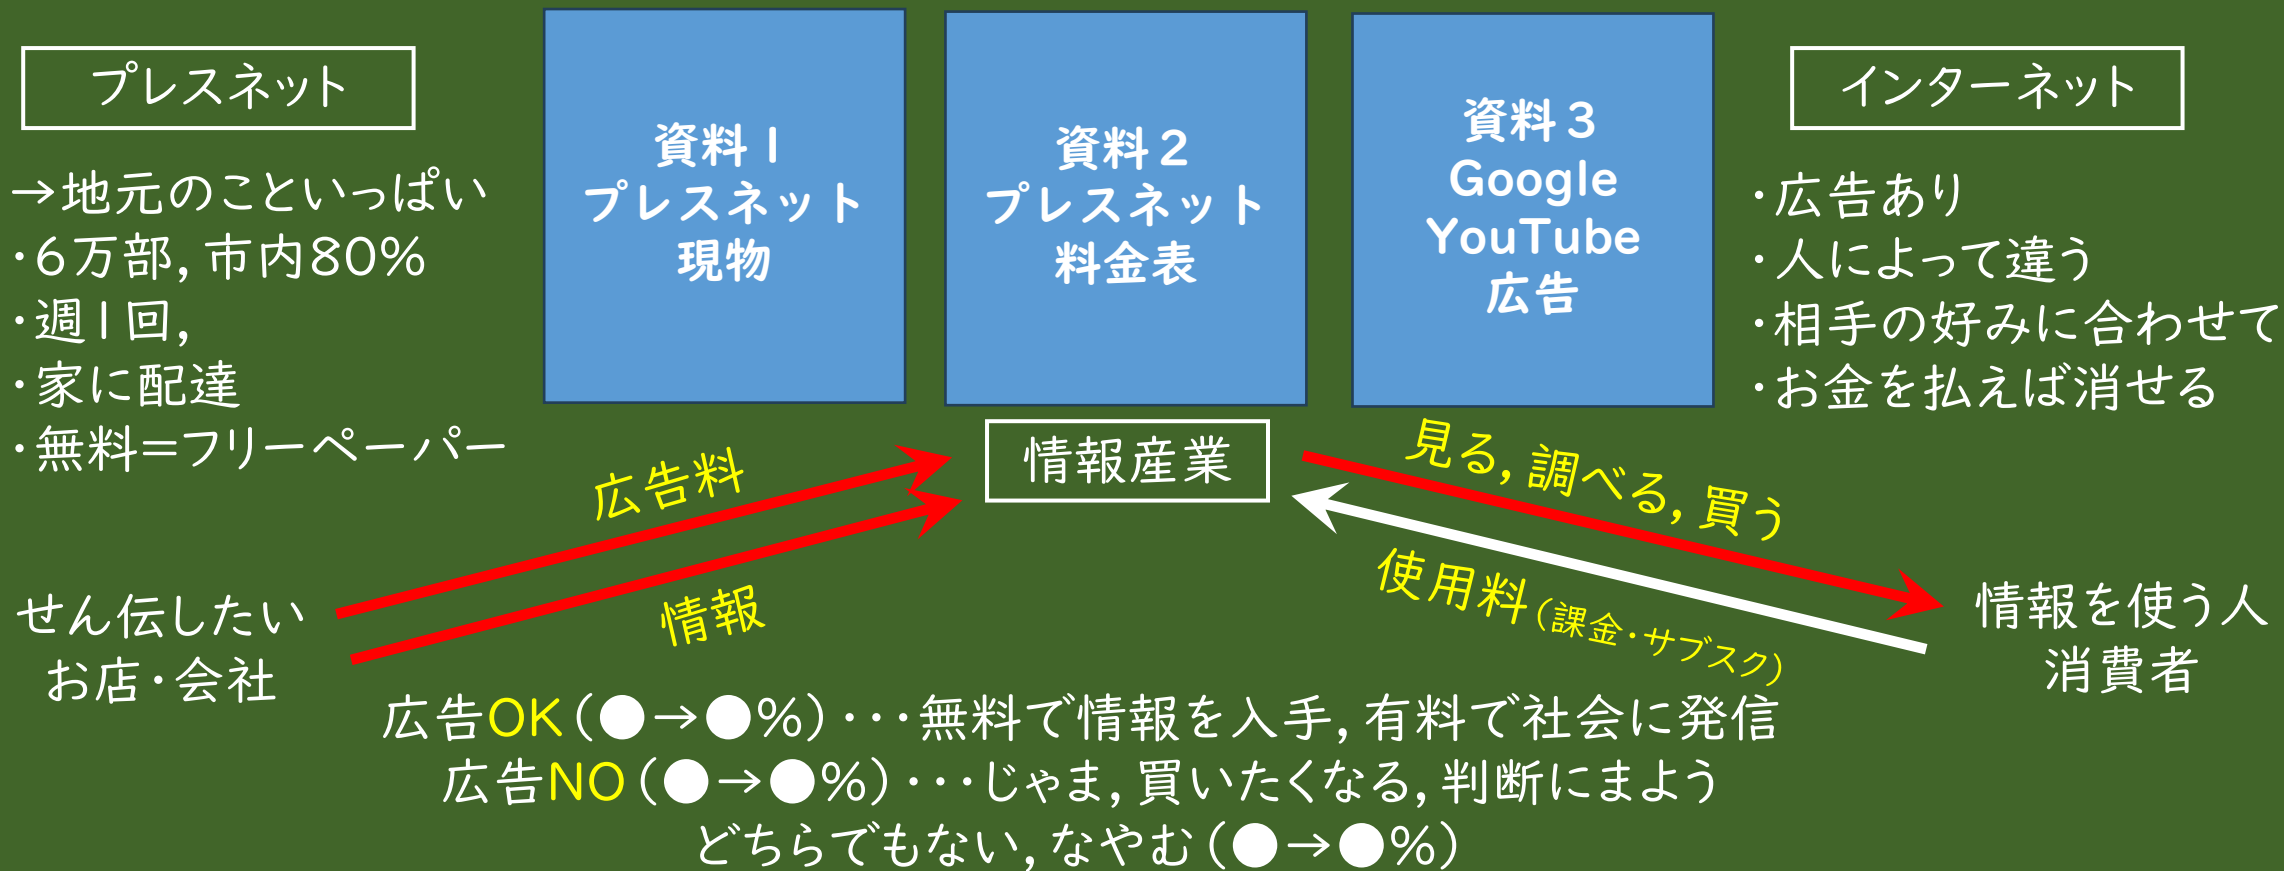 プレスネット
→地元のこといっぱい
・６万部，市内80％
・週１回，
・家に配達
・無料＝フリーペーパー
資料１
プレスネット
現物
資料２
プレスネット
料金表
資料３
Google
YouTube
広告
インターネット
・広告あり
・人によって違う
・相手の好みに合わせて
・お金を払えば消せる
情報産業
広告料
情報
見る，調べる，買う
使用料（課金・サブスク）
せん伝したい
お店・会社
情報を使う人
消費者
広告OK（●→●％）・・・無料で情報を入手，有料で社会に発信
広告NO（●→●％）・・・じゃま，買いたくなる，判断にまよう
どちらでもない，なやむ（●→●％）